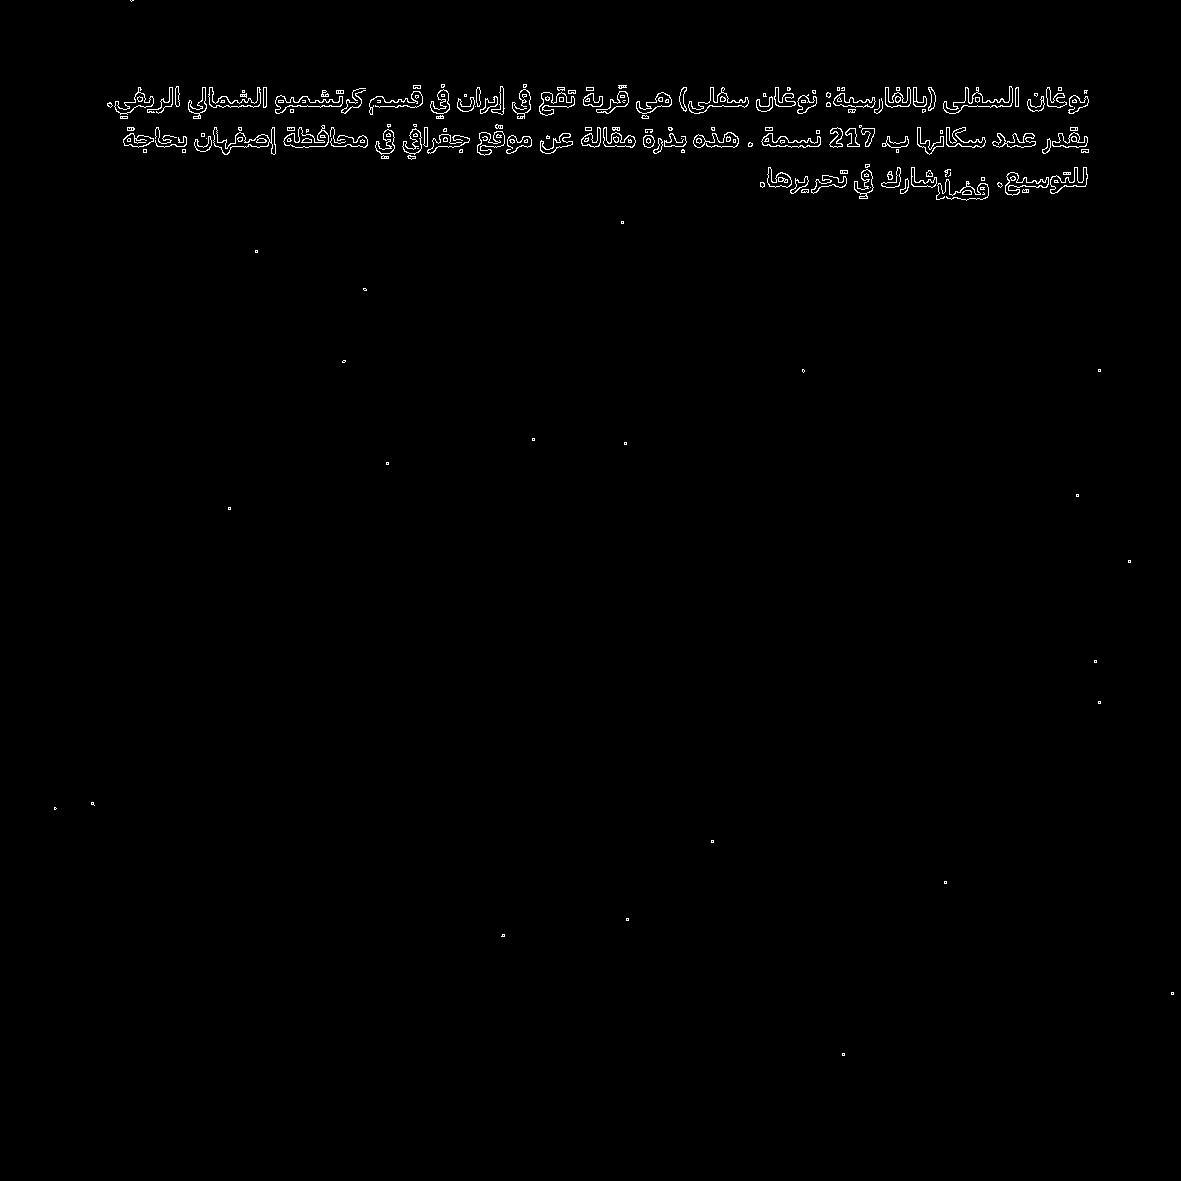 نوغان السفلى (بالفارسية: نوغان سفلى) هي قرية تقع في إيران في قسم كرتشمبو الشمالي الريفي.
يقدر عدد سكانها ب. 217 نسمة . هذه بذرة مقالة عن موقع جغرافي في محافظة إصفهان بحاجة
للتوسيع. فضلًا شارك في تحريرها.